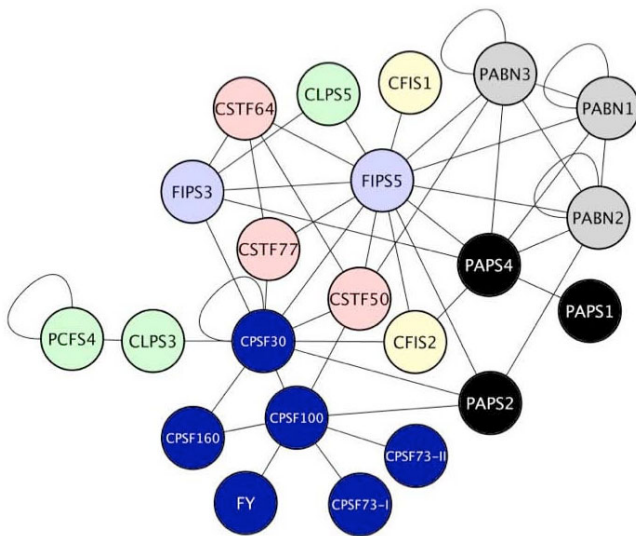 PABN3
CFIS1
CLPS5
CSTF64
PABN1
FIPS5
FIPS3
PABN2
CSTF77
PAPS4
CSTF50
PAPS1
PCFS4
CLPS3
CPSF30
CFIS2
PAPS2
CPSF100
CPSF160
CPSF73-II
FY
CPSF73-I